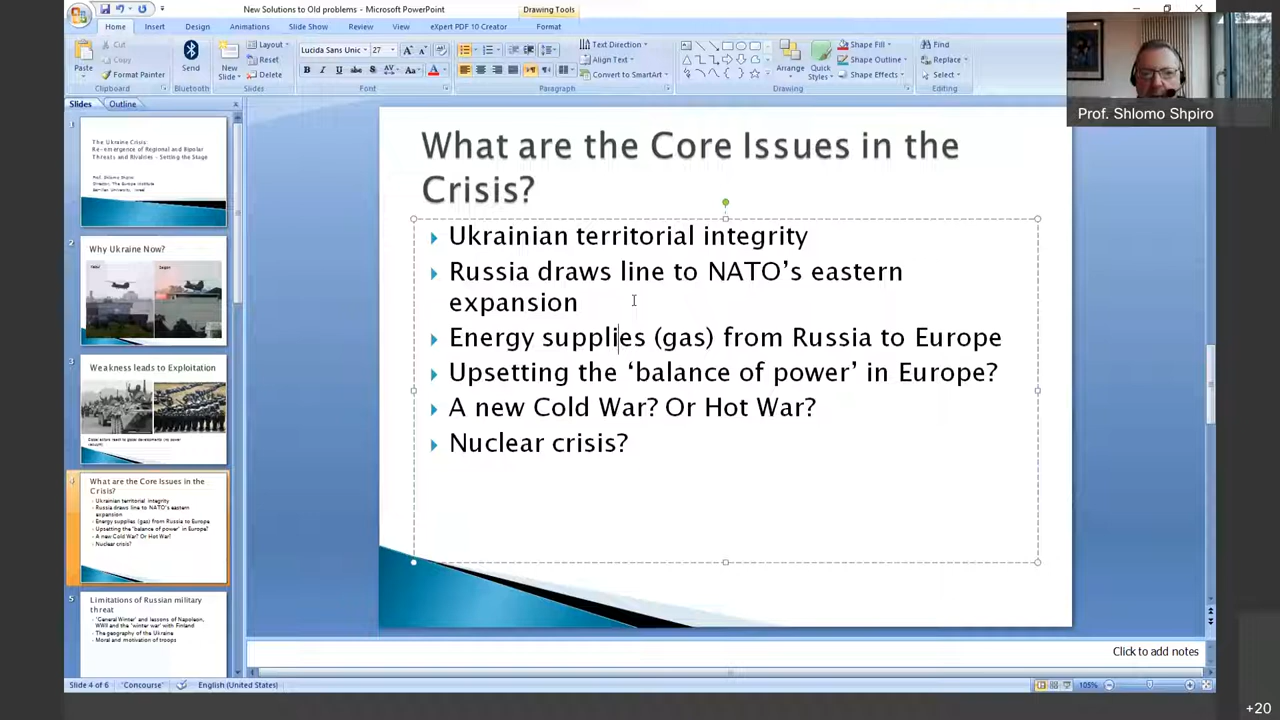 New Solutions to Old problems - Microsoft PowerPoint
Drawing Tools
Home
Insert
Design
Animations
Slide Show
Review
View
eXpert PDF 10 Creator
Format
Paste
Cut
Copy
Format Painter
Clipboard
Send
Bluetooth
New
Slide
Layout
Reset
Delete
Slides
Lucida Sans Unic
27
Font
Text Direction
Align Text
Convert to SmartArt
Paragraph
Arrange
Quick
Styles
Shape Fill
Shape Outline
Shape Effects
Drawing
Find
Replace
Select
Editing
Prof. Shlomo Shpiro
Slides
Outline
1
The Ukraine Crisis:
Re-emergence of Regional and Bipolar
Threats and Rivalries - Setting the Stage
Prof. Shlomo Shpiro
Director, The Europe Institute
Bar-Ilan University, Israel
2
Why Ukraine Now?
3
Weakness leads to Exploitation
4
What are the Core Issues in the
Crisis?
Ukrainian territorial integrity
Russia draws line to NATO's eastern
expansion
Energy supplies (gas) from Russia to Europe
Upsetting the 'balance of power' in Europe?
A new Cold War? Or Hot War?
Nuclear crisis?
5
Limitations of Russian military
threat
'General Winter' and lessons of Napoleon,
WWII and the 'winter war' with Finland
The geography of the Ukraine
Moral and motivation of troops
What are the Core Issues in the
Crisis?
Ukrainian territorial integrity
Russia draws line to NATO's eastern
expansion
Energy supplies (gas) from Russia to Europe
Upsetting the 'balance of power' in Europe?
A new Cold War? Or Hot War?
Nuclear crisis?
Click to add notes
Slide 4 of 6
"Concourse"
English (United States)
105%
+20